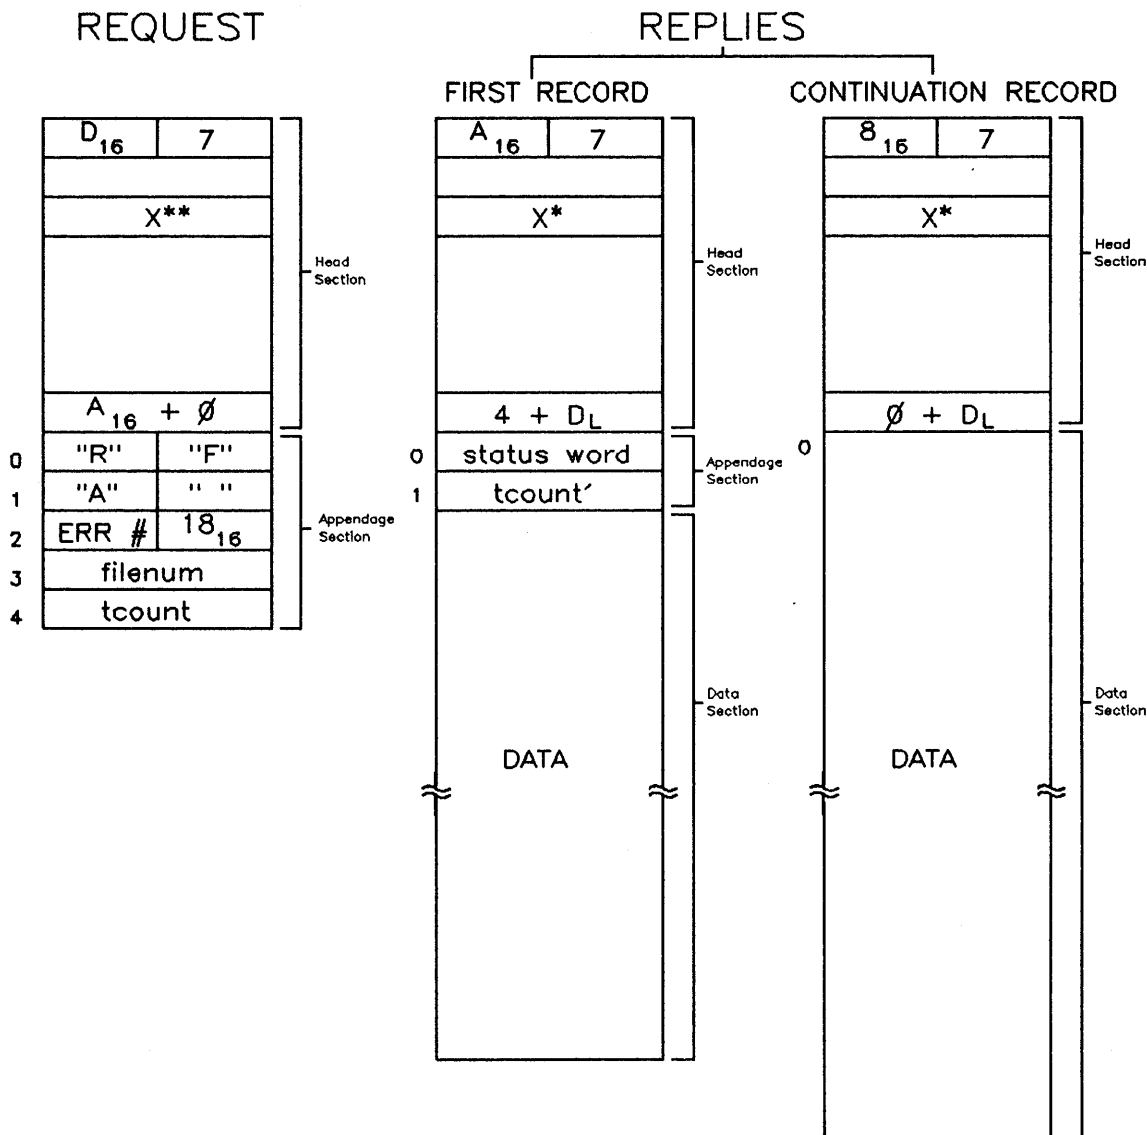 REQUEST
REPLIES
FIRST RECORD
CONTINUATION RECORD
D16 7
X**
A16 + Ø
Head
Section
0 "R" "F"
1 "A" " "
2 ERR # 1816
3 filenum
4 tcount
Appendage
Section
A16 7
X*
4 + DL
Head
Section
0 status word
1 tcount′
Appendage
Section
DATA
Data
Section
816 7
X*
Ø + DL
Head
Section
0
DATA
Data
Section